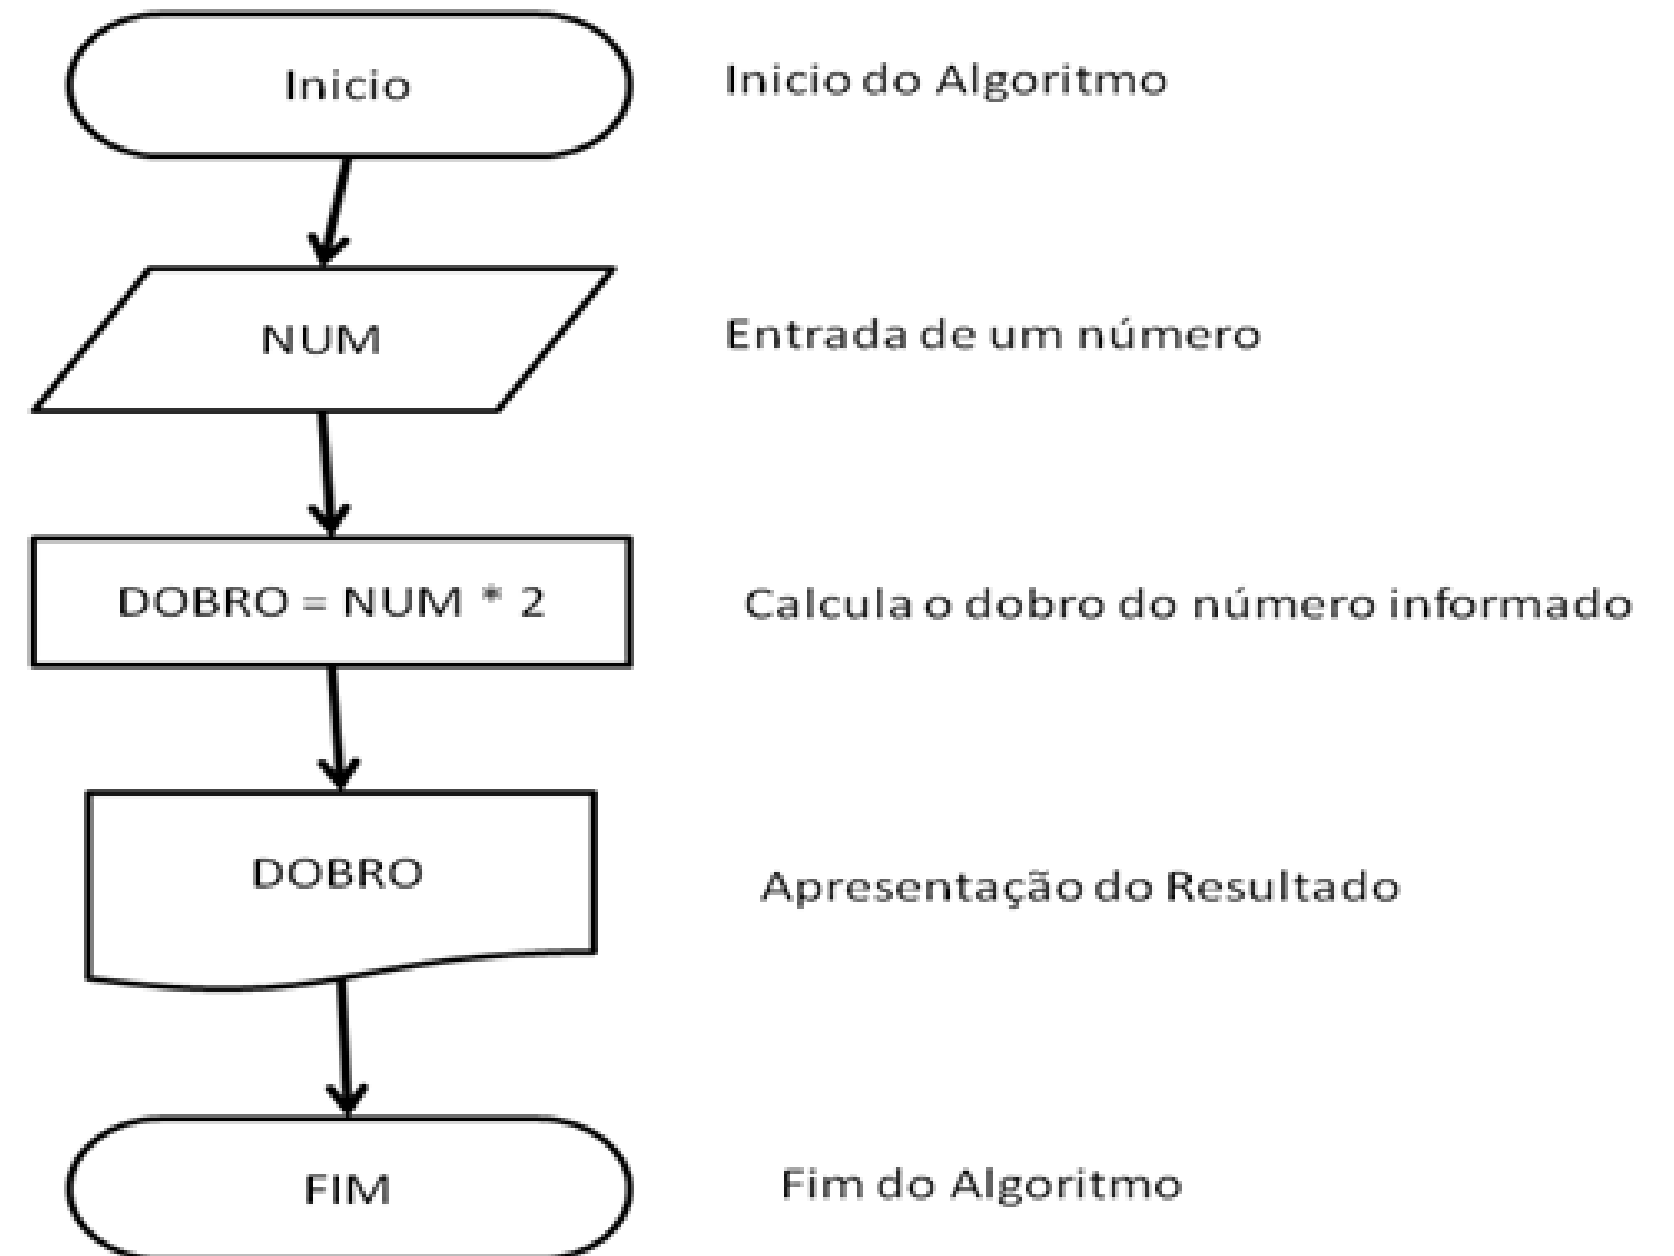 Inicio
Inicio do Algoritmo
NUM
Entrada de um número
DOBRO = NUM * 2
Calcula o dobro do número informado
DOBRO
Apresentação do Resultado
FIM
Fim do Algoritmo